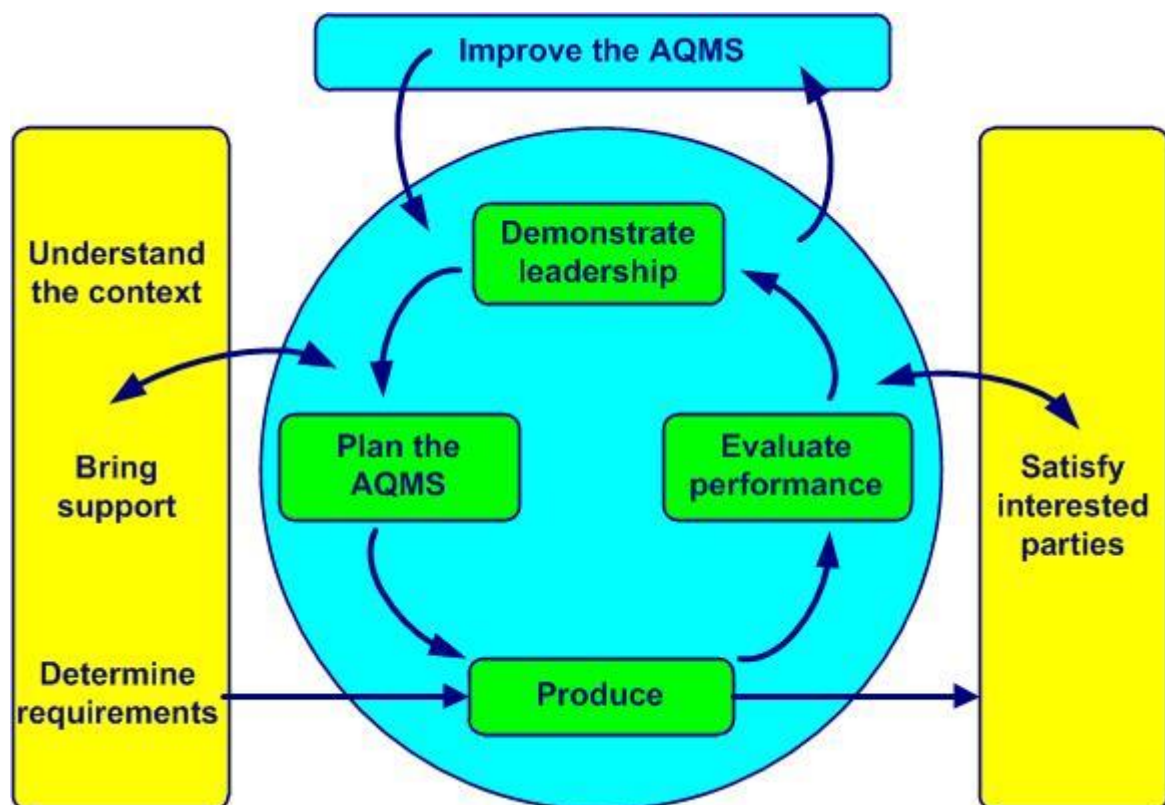 Improve the AQMS
Understand
the context
Bring
support
Determine
requirements
Demonstrate
leadership
Plan the
AQMS
Evaluate
performance
Produce
Satisfy
interested
parties